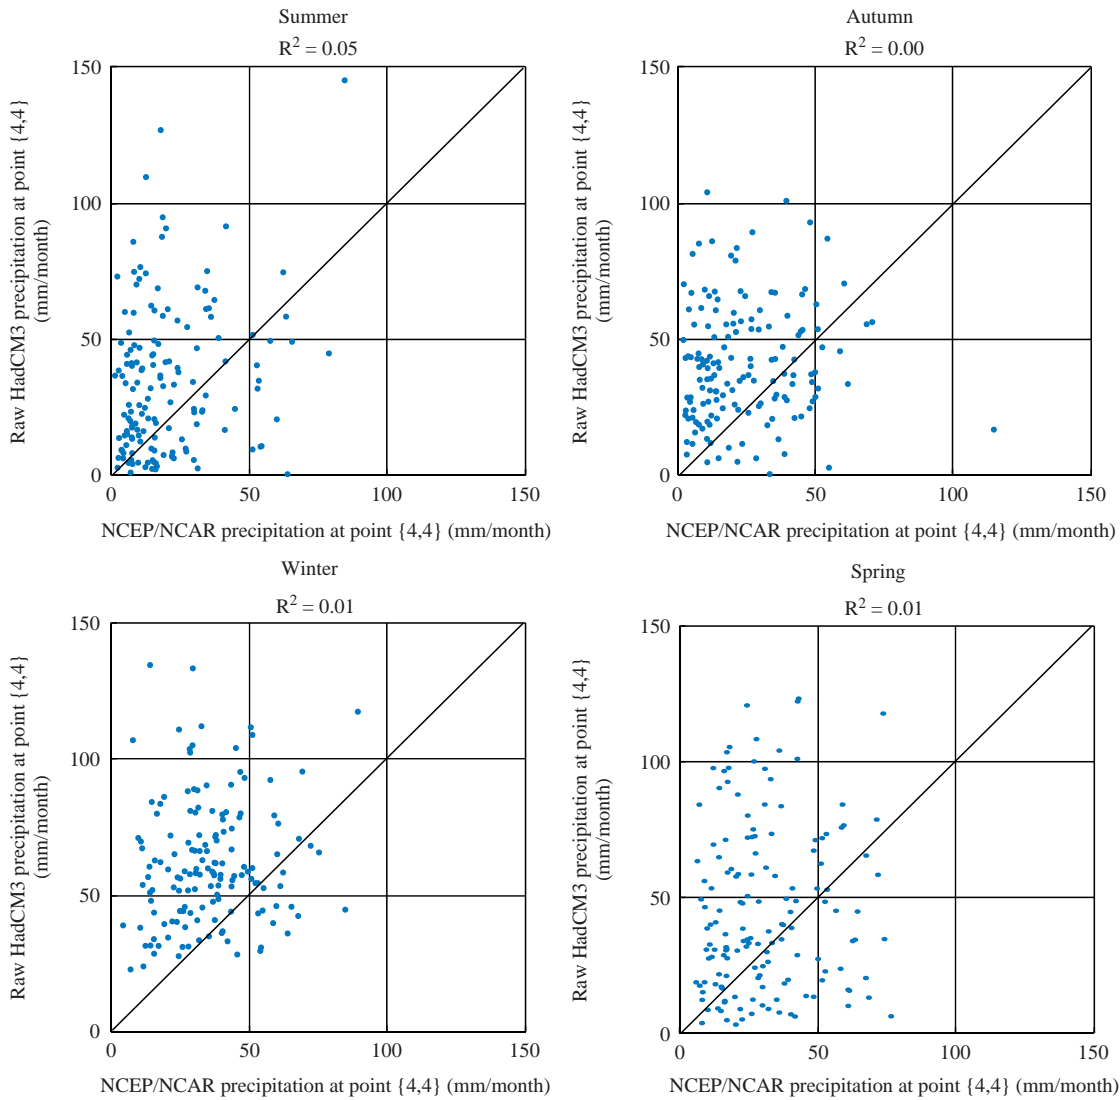 Summer
R² = 0.05
Raw HadCM3 precipitation at point {4,4}
(mm/month)
150
100
50
0
0 50 100 150
NCEP/NCAR precipitation at point {4,4} (mm/month)
Autumn
R² = 0.00
Raw HadCM3 precipitation at point {4,4}
(mm/month)
150
100
50
0
0 50 100 150
NCEP/NCAR precipitation at point {4,4} (mm/month)
Winter
R² = 0.01
Raw HadCM3 precipitation at point {4,4}
(mm/month)
150
100
50
0
0 50 100 150
NCEP/NCAR precipitation at point {4,4} (mm/month)
Spring
R² = 0.01
Raw HadCM3 precipitation at point {4,4}
(mm/month)
150
100
50
0
0 50 100 150
NCEP/NCAR precipitation at point {4,4} (mm/month)